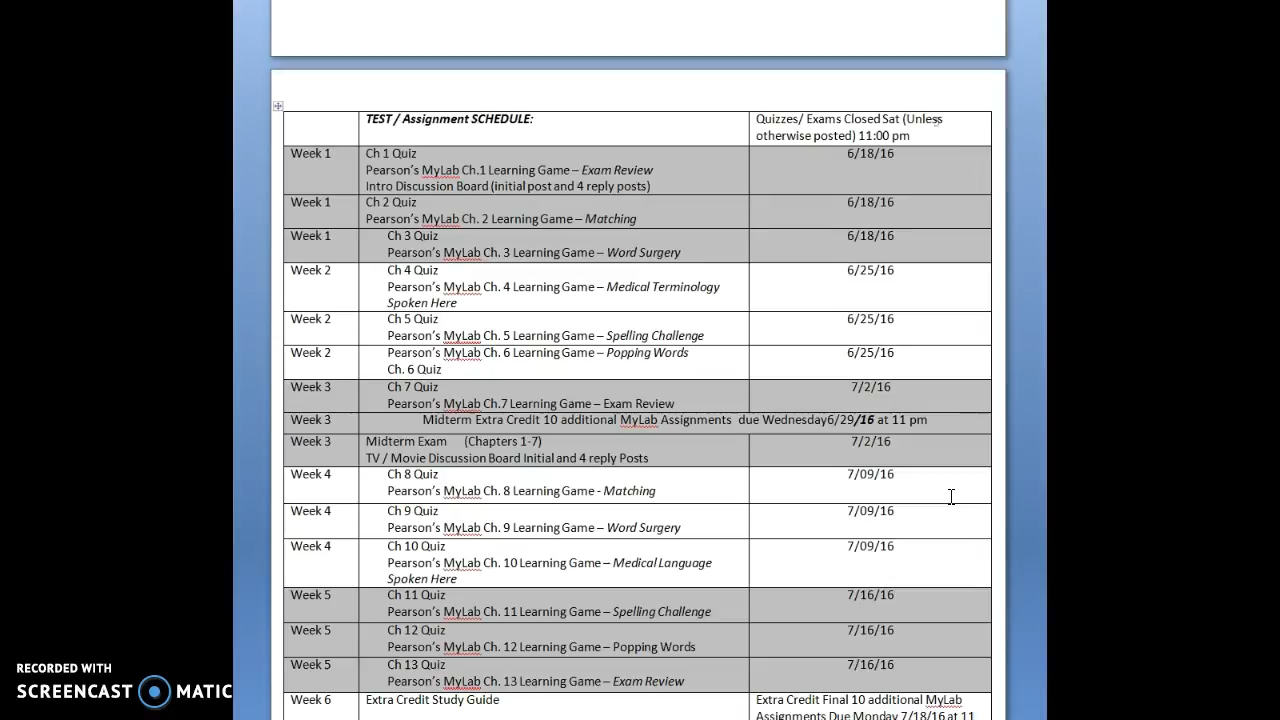 TEST / Assignment SCHEDULE:
Quizzes/ Exams Closed Sat (Unless
otherwise posted) 11:00 pm
Week 1
Ch 1 Quiz
Pearson's MyLab Ch.1 Learning Game – Exam Review
Intro Discussion Board (initial post and 4 reply posts)
6/18/16
Week 1
Ch 2 Quiz
Pearson's MyLab Ch. 2 Learning Game – Matching
6/18/16
Week 1
Ch 3 Quiz
Pearson's MyLab Ch. 3 Learning Game – Word Surgery
6/18/16
Week 2
Ch 4 Quiz
Pearson's MyLab Ch. 4 Learning Game – Medical Terminology
Spoken Here
6/25/16
Week 2
Ch 5 Quiz
Pearson's MyLab Ch. 5 Learning Game – Spelling Challenge
6/25/16
Week 2
Pearson's MyLab Ch. 6 Learning Game – Popping Words
Ch. 6 Quiz
6/25/16
Week 3
Ch 7 Quiz
Pearson's MyLab Ch.7 Learning Game – Exam Review
7/2/16
Week 3
Midterm Extra Credit 10 additional MyLab Assignments due Wednesday6/29/16 at 11 pm
Week 3
Midterm Exam (Chapters 1-7)
TV / Movie Discussion Board Initial and 4 reply Posts
7/2/16
Week 4
Ch 8 Quiz
Pearson's MyLab Ch. 8 Learning Game - Matching
7/09/16
Week 4
Ch 9 Quiz
Pearson's MyLab Ch. 9 Learning Game – Word Surgery
7/09/16
Week 4
Ch 10 Quiz
Pearson's MyLab Ch. 10 Learning Game – Medical Language
Spoken Here
7/09/16
Week 5
Ch 11 Quiz
Pearson's MyLab Ch. 11 Learning Game – Spelling Challenge
7/16/16
Week 5
Ch 12 Quiz
Pearson's MyLab Ch. 12 Learning Game – Popping Words
7/16/16
Week 5
Ch 13 Quiz
Pearson's MyLab Ch. 13 Learning Game – Exam Review
7/16/16
Week 6
Extra Credit Study Guide
Extra Credit Final 10 additional MyLab
Assignments Due Monday 7/18/16 at 11
RECORDED WITH
SCREENCAST MATIC